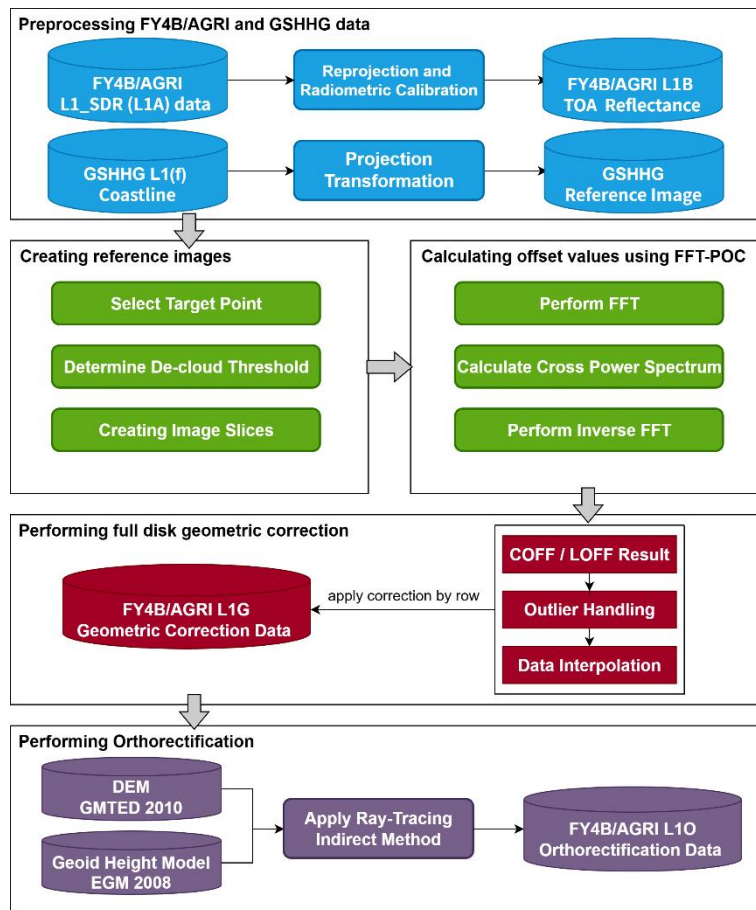 Preprocessing FY4B/AGRI and GSHHG data
FY4B/AGRI
L1_SDR (L1A) data
Reprojection and
Radiometric Calibration
FY4B/AGRI L1B
TOA Reflectance
GSHHG L1(f)
Coastline
Projection
Transformation
GSHHG
Reference Image
Creating reference images
Select Target Point
Determine De-cloud Threshold
Creating Image Slices
Calculating offset values using FFT-POC
Perform FFT
Calculate Cross Power Spectrum
Perform Inverse FFT
Performing full disk geometric correction
COFF / LOFF Result
Outlier Handling
Data Interpolation
apply correction by row
FY4B/AGRI L1G
Geometric Correction Data
Performing Orthorectification
DEM
GMTED 2010
Geoid Height Model
EGM 2008
Apply Ray-Tracing
Indirect Method
FY4B/AGRI L1O
Orthorectification Data